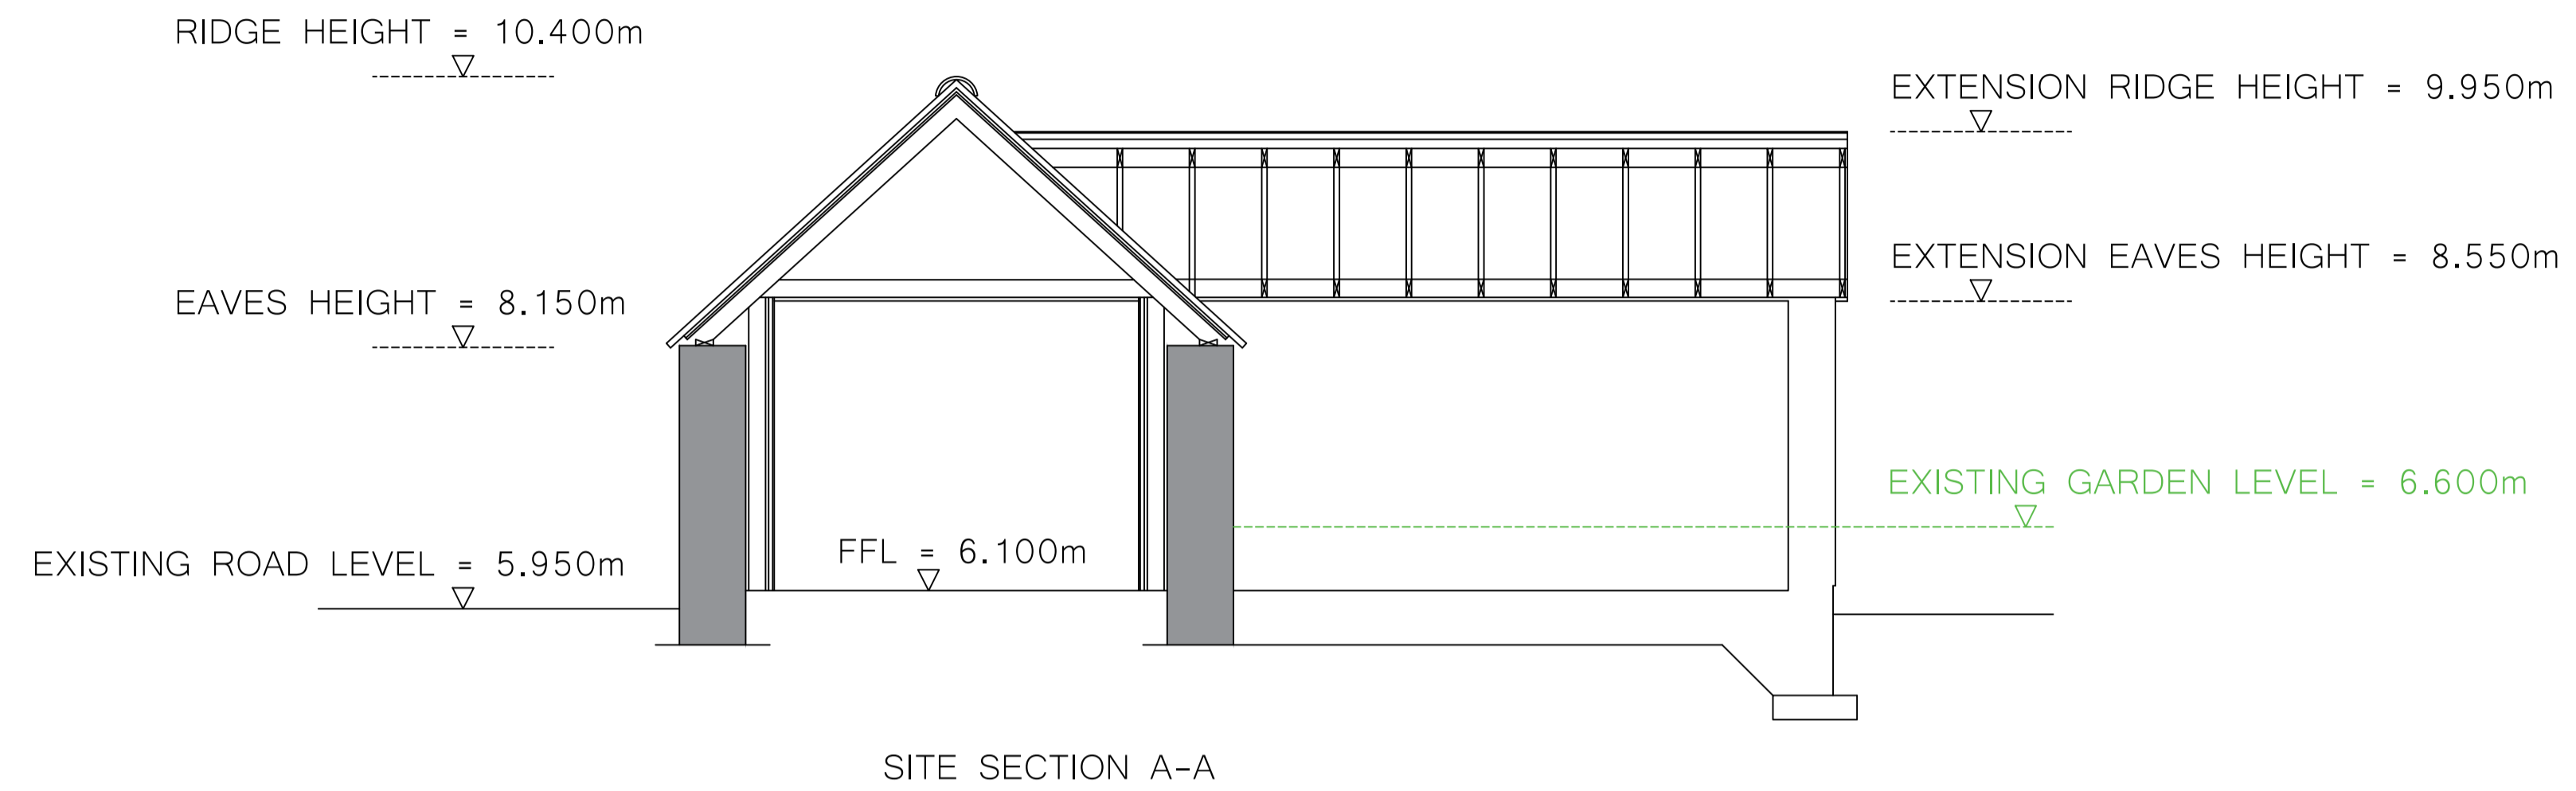 RIDGE HEIGHT = 10.400m
EXTENSION RIDGE HEIGHT = 9.950m
EXTENSION EAVES HEIGHT = 8.550m
EAVES HEIGHT = 8.150m
EXISTING GARDEN LEVEL = 6.600m
FFL = 6.100m
EXISTING ROAD LEVEL = 5.950m
SITE SECTION A-A